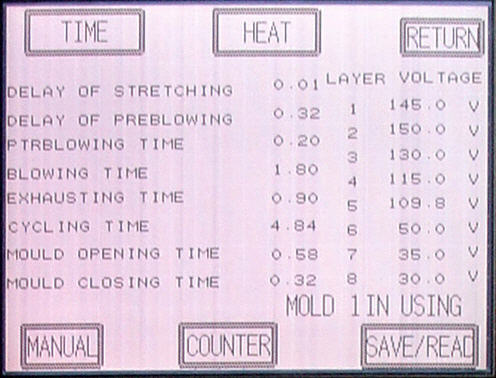 TIME HEAT RETURN
LAYER VOLTAGE
DELAY OF STRETCHING 0.01 1 145.0 V
DELAY OF PREBLOWING 0.32 2 150.0 V
PTRBLOWING TIME 0.20 3 130.0 V
BLOWING TIME 1.80 4 115.0 V
EXHAUSTING TIME 0.90 5 109.8 V
CYCLING TIME 4.84 6 50.0 V
MOULD OPENING TIME 0.58 7 35.0 V
MOULD CLOSING TIME 0.32 8 30.0 V
MOLD 1 IN USING
MANUAL COUNTER SAVE/READ